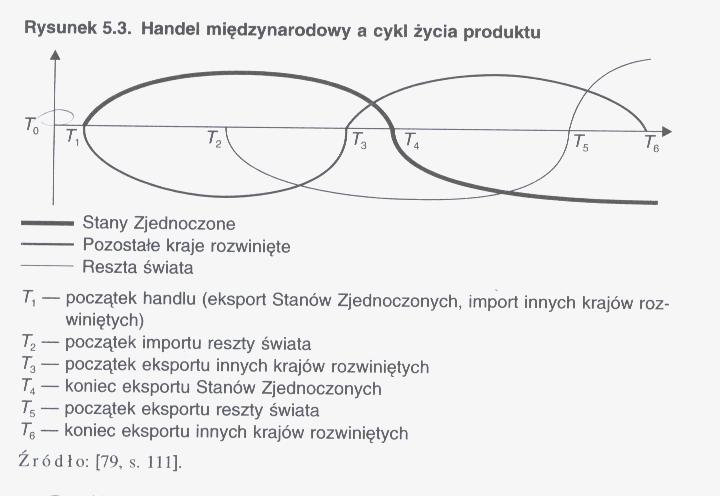 Rysunek 5.3. Handel międzynarodowy a cykl życia produktu
T0 T1 T2 T3 T4 T5 T6
Stany Zjednoczone
Pozostałe kraje rozwinięte
Reszta świata
T1 — początek handlu (eksport Stanów Zjednoczonych, import innych krajów roz-
winiętych)
T2 — początek importu reszty świata
T3 — początek eksportu innych krajów rozwiniętych
T4 — koniec eksportu Stanów Zjednoczonych
T5 — początek eksportu reszty świata
T6 — koniec eksportu innych krajów rozwiniętych
Źródło: [79, s. 111].